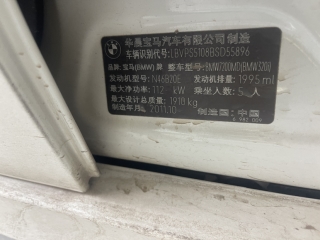 华晨宝马汽车有限公司制造
车辆识别代号: LBVPS5108BSD55896
品牌: 宝马(BMW)牌 整车型号: BMW7200MD(BMW320i)
发动机型号: N46B20E 发动机排量: 1995 ml
最大净功率: 112 kW 乘坐人数: 5 人
最大允许总质量: 1910 kg
制造年月: 2011.10 制造国: 中国